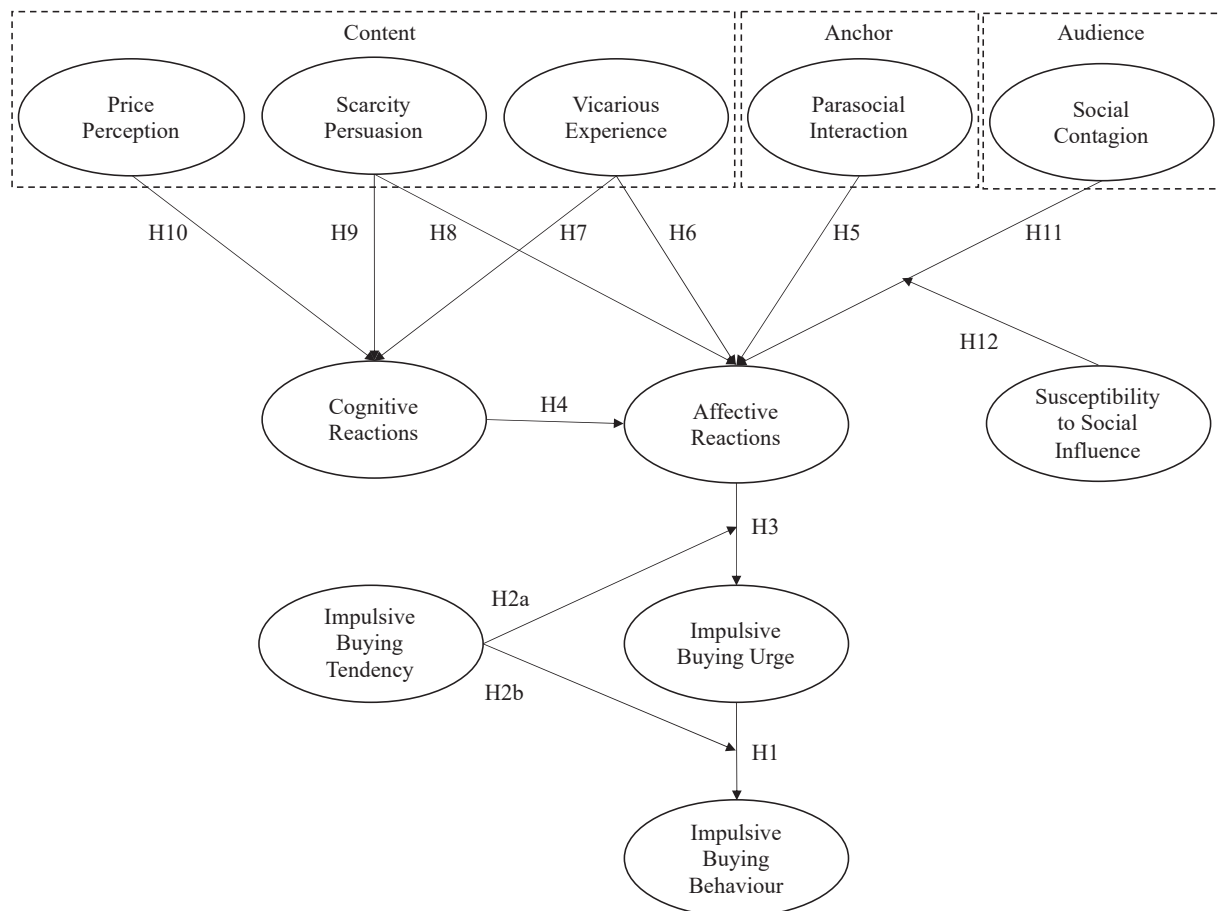 Content
Anchor
Audience
Price
Perception
Scarcity
Persuasion
Vicarious
Experience
Parasocial
Interaction
Social
Contagion
H10
H9
H8
H7
H6
H5
H11
H12
Cognitive
Reactions
H4
Affective
Reactions
Susceptibility
to Social
Influence
H3
H2a
Impulsive
Buying
Tendency
Impulsive
Buying Urge
H2b
H1
Impulsive
Buying
Behaviour